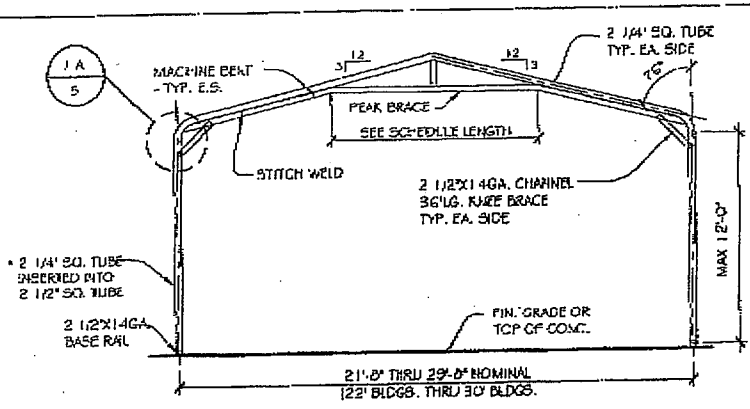 2 1/4" SQ. TUBE
TYP. EA. SIDE
12
3
12
3
76°
1A
5
MACHINE BENT
- TYP. E.S.
PEAK BRACE
SEE SCHEDULE LENGTH
STITCH WELD
2 1/2"X14GA. CHANNEL
36"LG. KNEE BRACE
TYP. EA. SIDE
MAX 12'-0"
* 2 1/4" SQ. TUBE
INSERTED INTO
2 1/2" SQ. TUBE
2 1/2"X14GA.
BASE RAIL
FIN. GRADE OR
TOP OF CONC.
21'-8" THRU 29'-8" NOMINAL
(22' BLDGS. THRU 30' BLDGS.